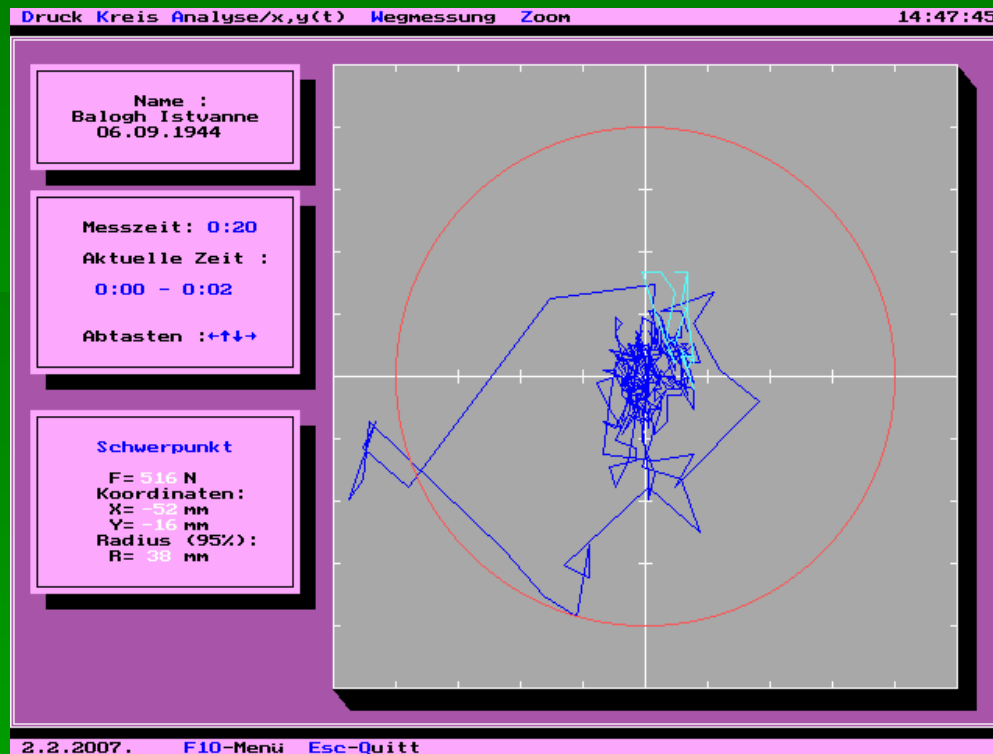 Druck Kreis Analyse/x,y(t) Wegmessung Zoom 14:47:45
Name :
Balogh Istvanne
06.09.1944
Messzeit: 0:20
Aktuelle Zeit :
0:00 - 0:02
Abtasten :←↑↓→
Schwerpunkt
F= 516 N
Koordinaten:
X= -52 mm
Y= -16 mm
Radius (95%):
R= 38 mm
2.2.2007. F10-Menü Esc-Quitt